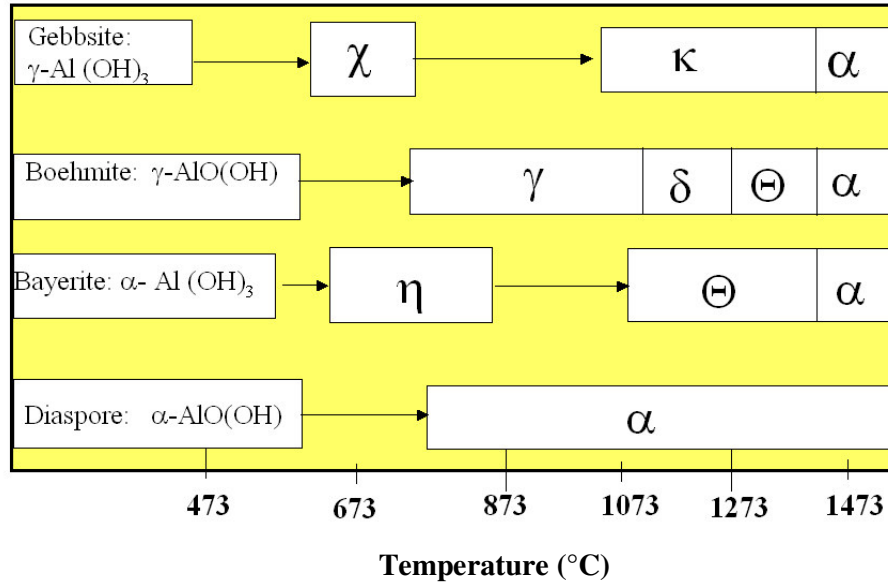 Gebbsite:
γ-Al (OH)₃
χ
κ
α
Boehmite: γ-AlO(OH)
γ
δ
Θ
α
Bayerite: α- Al (OH)₃
η
Θ
α
Diaspore: α-AlO(OH)
α
473
673
873
1073
1273
1473
Temperature (°C)